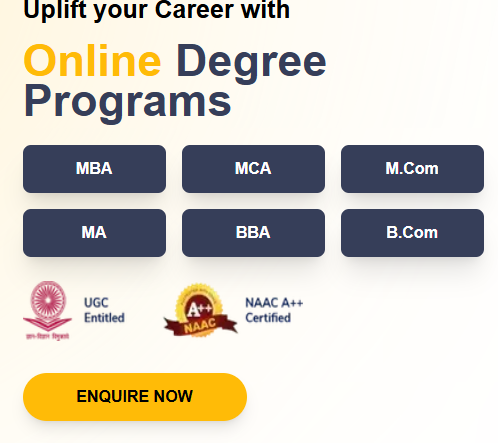 Uplift your Career with
Online Degree
Programs
MBA MCA M.Com
MA BBA B.Com
UGC
Entitled
ज्ञान-विज्ञान विमुक्तये
A++
NAAC
NAAC A++
Certified
ENQUIRE NOW